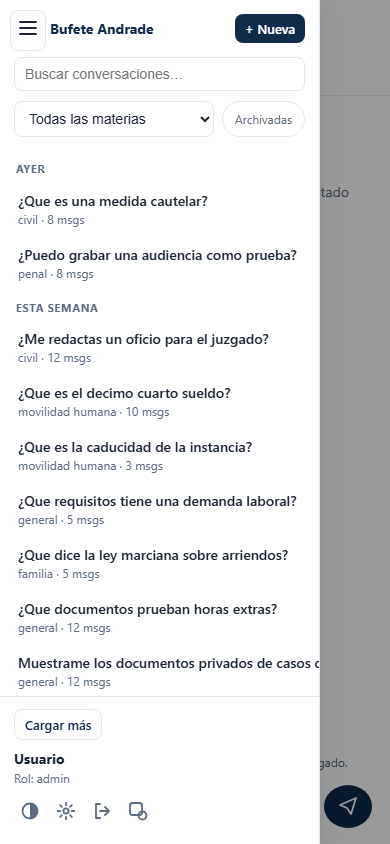 Bufete Andrade
+ Nueva
Buscar conversaciones...
Todas las materias
Archivadas
AYER
¿Que es una medida cautelar?
civil · 8 msgs
¿Puedo grabar una audiencia como prueba?
penal · 8 msgs
ESTA SEMANA
¿Me redactas un oficio para el juzgado?
civil · 12 msgs
¿Que es el decimo cuarto sueldo?
movilidad humana · 10 msgs
¿Que es la caducidad de la instancia?
movilidad humana · 3 msgs
¿Que requisitos tiene una demanda laboral?
general · 5 msgs
¿Que dice la ley marciana sobre arriendos?
familia · 5 msgs
¿Que documentos prueban horas extras?
general · 12 msgs
Muestrame los documentos privados de casos
general · 12 msgs
Cargar más
Usuario
Rol: admin